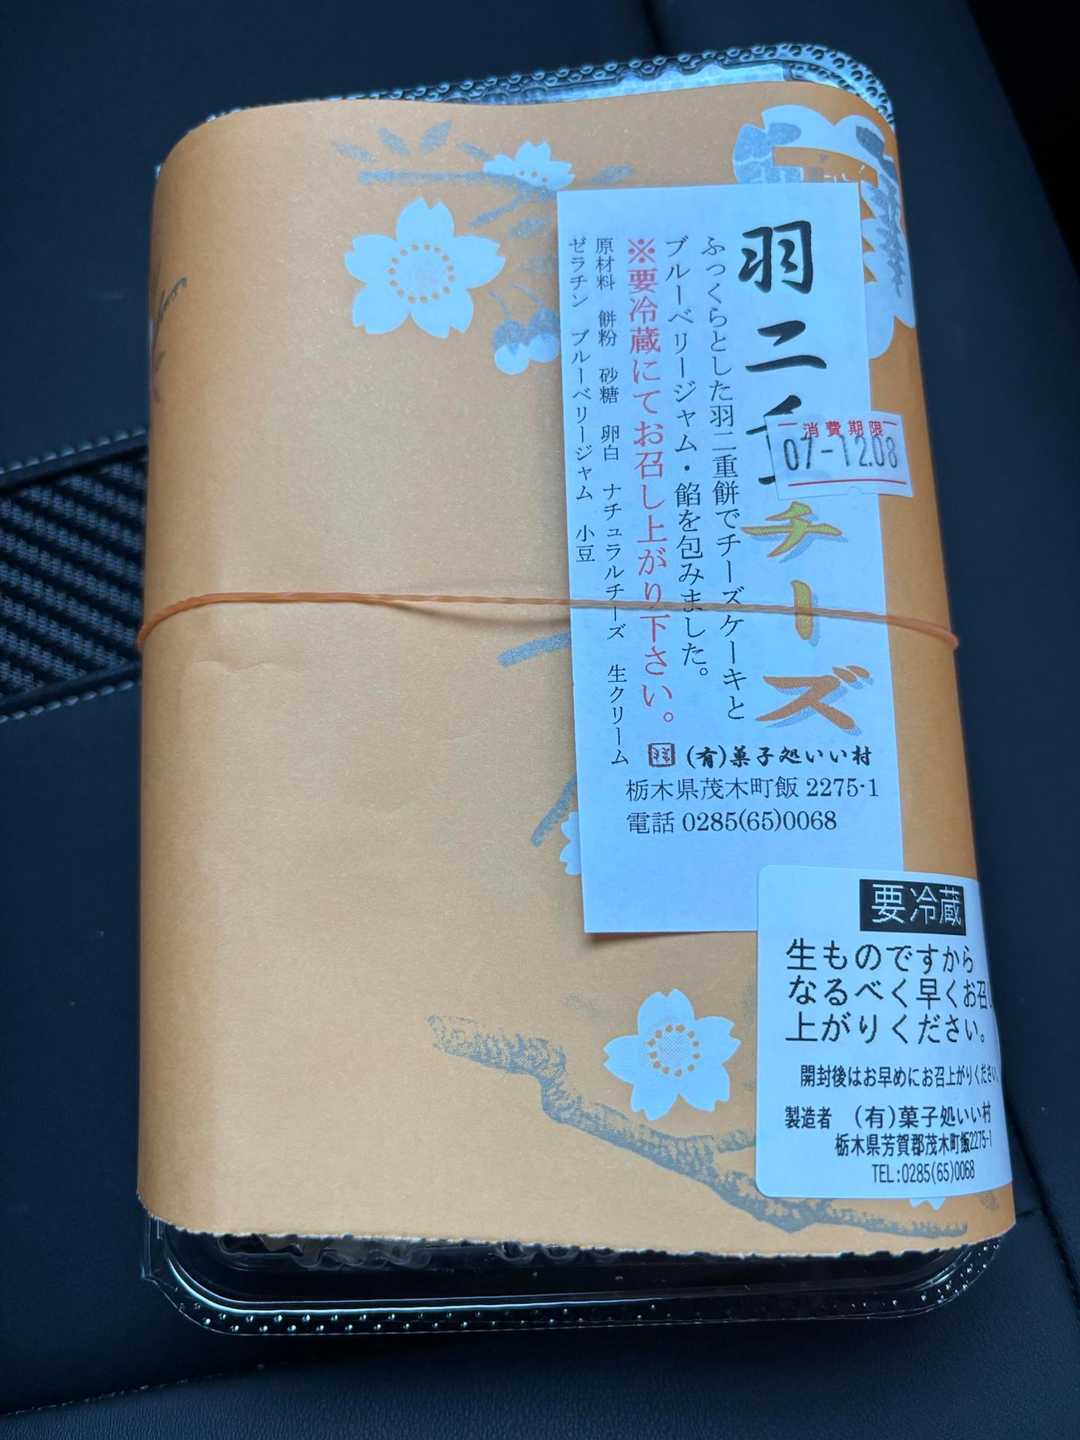 羽二重チーズ
消費期限
07-12.08
ふっくらとした羽二重餅でチーズケーキと
ブルーベリージャム・餡を包みました。
※要冷蔵にてお召し上がり下さい。
原材料 餅粉 砂糖 卵白 ナチュラルチーズ 生クリーム
ゼラチン ブルーベリージャム 小豆
(有)菓子処いい村
栃木県茂木町飯 2275-1
電話 0285(65)0068
要冷蔵
生ものですから
なるべく早くお召し
上がりください。
開封後はお早めにお召上がりください。
製造者 (有)菓子処いい村
栃木県芳賀郡茂木町飯2275-1
TEL:0285(65)0068